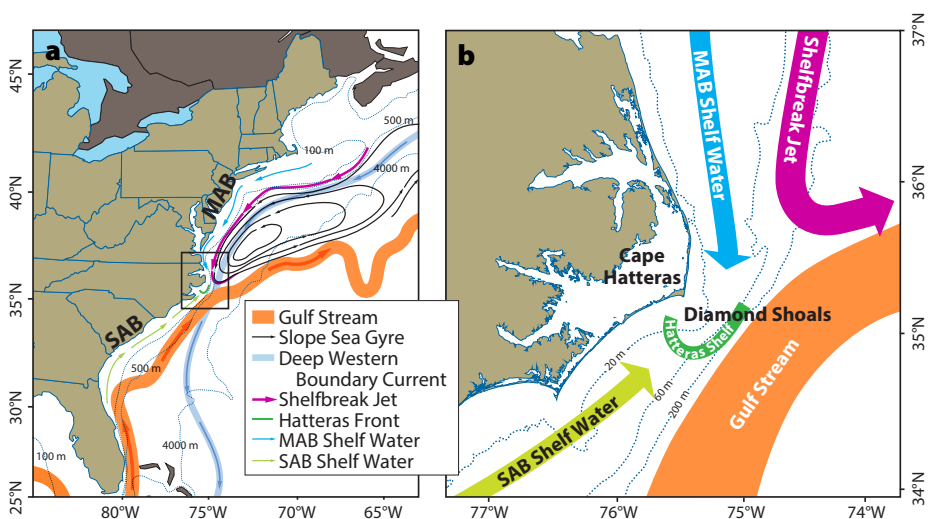 a
45°N
40°N
35°N
30°N
25°N
80°W
75°W
70°W
65°W
MAB
SAB
100 m
500 m
4000 m
500 m
4000 m
100 m
Gulf Stream
Slope Sea Gyre
Deep Western
Boundary Current
Shelfbreak Jet
Hatteras Front
MAB Shelf Water
SAB Shelf Water
b
37°N
36°N
35°N
34°N
77°W
76°W
75°W
74°W
MAB Shelf Water
Shelfbreak Jet
Cape
Hatteras
Diamond Shoals
Hatteras Shelf
20 m
60 m
200 m
SAB Shelf Water
Gulf Stream